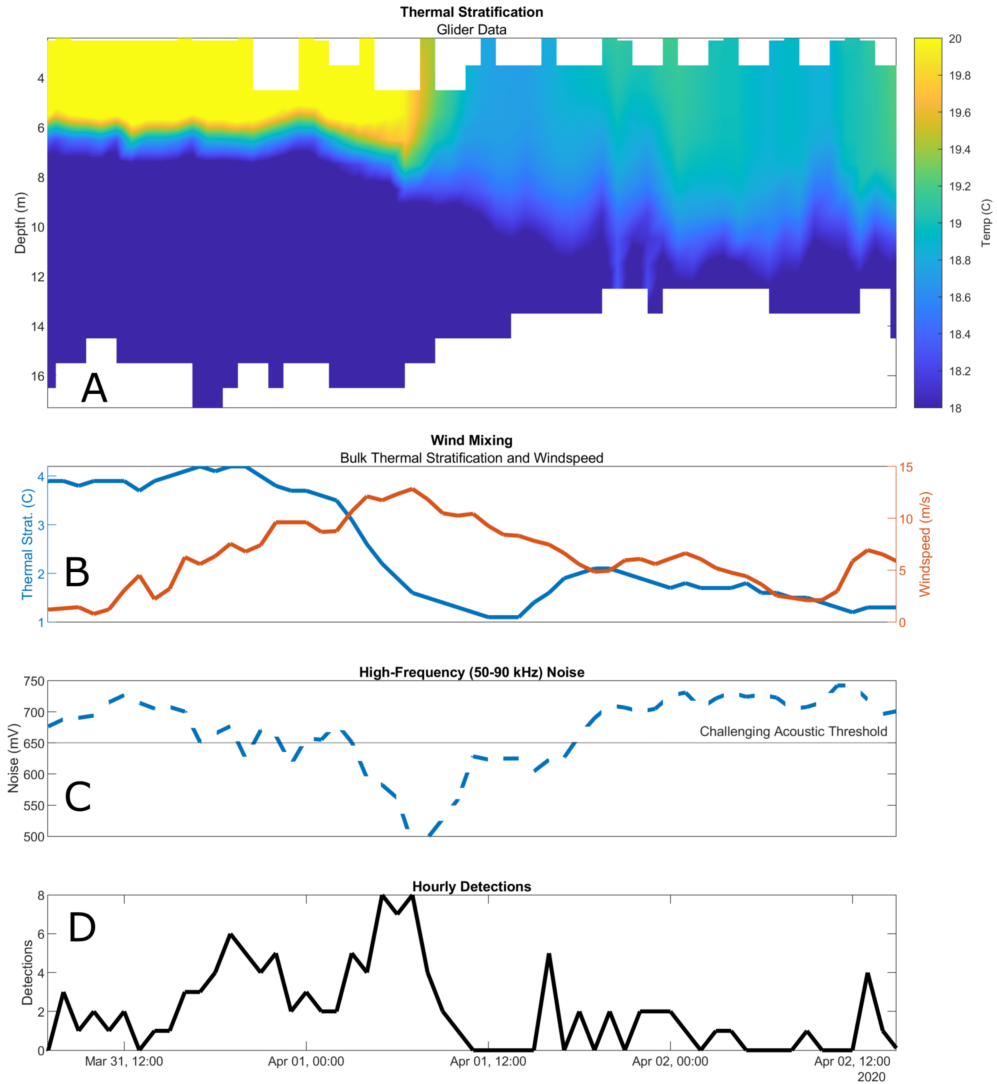 Thermal Stratification
Glider Data
4
6
8
10
12
14
16
Depth (m)
A
20
19.8
19.6
19.4
19.2
19
18.8
18.6
18.4
18.2
18
Temp (C)
Wind Mixing
Bulk Thermal Stratification and Windspeed
4
3
2
1
Thermal Strat. (C)
B
15
10
5
0
Windspeed (m/s)
High-Frequency (50-90 kHz) Noise
750
700
650
600
550
500
Noise (mV)
Challenging Acoustic Threshold
C
Hourly Detections
8
6
4
2
0
Detections
D
Mar 31, 12:00
Apr 01, 00:00
Apr 01, 12:00
Apr 02, 00:00
Apr 02, 12:00
2020